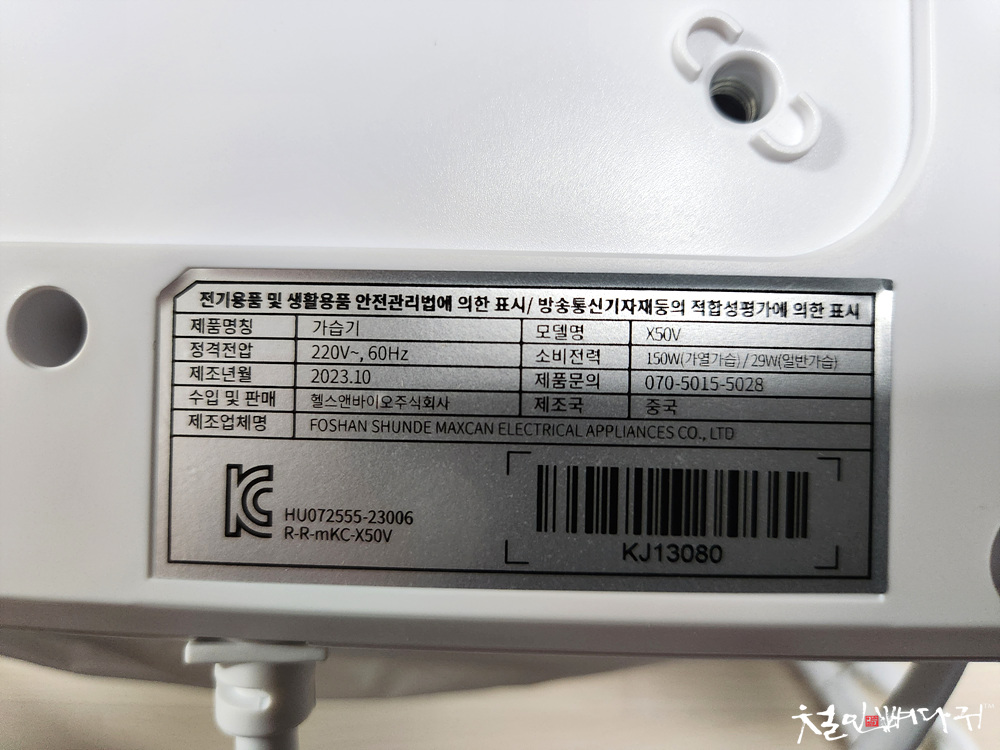 전기용품 및 생활용품 안전관리법에 의한 표시/ 방송통신기자재등의 적합성평가에 의한 표시
제품명칭 가습기 모델명 X50V
정격전압 220V~, 60Hz 소비전력 150W(가열가습) / 29W(일반가습)
제조년월 2023.10 제품문의 070-5015-5028
수입 및 판매 헬스앤바이오주식회사 제조국 중국
제조업체명 FOSHAN SHUNDE MAXCAN ELECTRICAL APPLIANCES CO., LTD
HU072555-23006
R-R-mKC-X50V
KJ13080
철민뼈다귀™